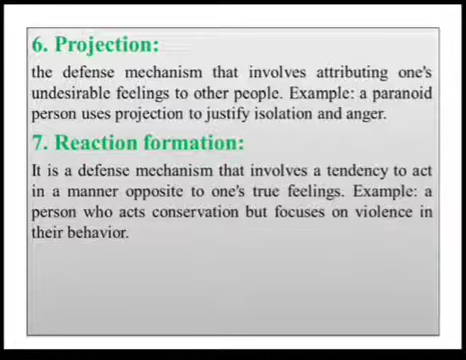 6. Projection:
the defense mechanism that involves attributing one's
undesirable feelings to other people. Example: a paranoid
person uses projection to justify isolation and anger.
7. Reaction formation:
It is a defense mechanism that involves a tendency to act
in a manner opposite to one's true feelings. Example: a
person who acts conservation but focuses on violence in
their behavior.